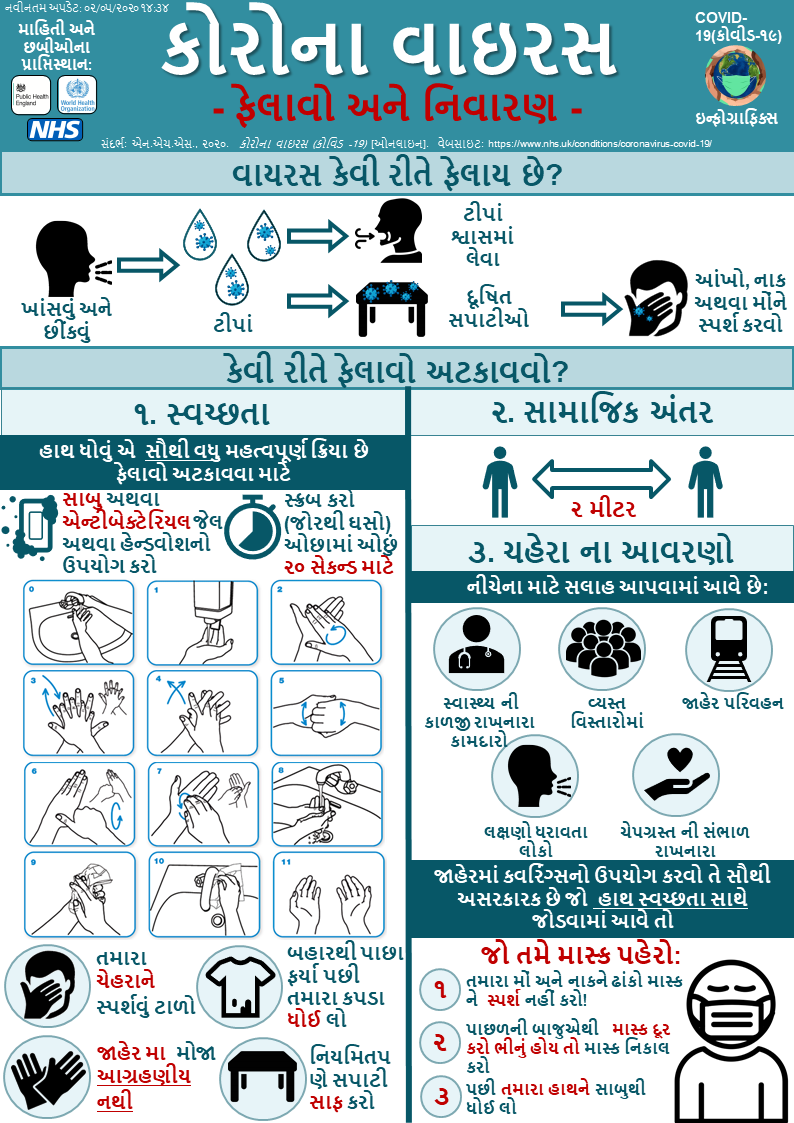 નવીનતમ અપડેટ: ૦૨/૦૫/૨૦૨૦ ૧૪:૩૪
માહિતી અને
છબીઓના
પ્રાપ્તિસ્થાન:
Public Health
England
World Health
Organization
NHS
કોરોના વાઇરસ
- ફેલાવો અને નિવારણ -
COVID-
19(કોવીડ-૧૯)
ઇન્ફોગ્રાફિક્સ
સંદર્ભ: એન.એચ.એસ., ૨૦૨૦. કોરોના વાઇરસ (કોવિડ -19) [ઓનલાઇન]. વેબસાઇટ: https://www.nhs.uk/conditions/coronavirus-covid-19/
વાયરસ કેવી રીતે ફેલાય છે?
ખાંસવું અને
છીંકવું
ટીપાં
ટીપાં
શ્વાસમાં
લેવા
દૂષિત
સપાટીઓ
આંખો, નાક
અથવા મોંને
સ્પર્શ કરવો
કેવી રીતે ફેલાવો અટકાવવો?
૧. સ્વચ્છતા
હાથ ધોવું એ સૌથી વધુ મહત્વપૂર્ણ ક્રિયા છે
ફેલાવો અટકાવવા માટે
સાબુ અથવા
એન્ટીબેક્ટેરિયલ જેલ
અથવા હેન્ડવોશનો
ઉપયોગ કરો
સ્ક્રબ કરો
(જોરથી ઘસો)
ઓછામાં ઓછું
૨૦ સેકન્ડ માટે
0
1
2
3
4
5
6
7
8
9
10
11
તમારા
ચેહરાને
સ્પર્શવું ટાળો
બહારથી પાછા
ફર્યા પછી
તમારા કપડા
ધોઈ લો
જાહેર મા મોજા
આગ્રહણીય
નથી
નિયમિતપ
ણે સપાટી
સાફ કરો
૨. સામાજિક અંતર
૨ મીટર
૩. ચહેરા ના આવરણો
નીચેના માટે સલાહ આપવામાં આવે છે:
સ્વાસ્થ્ય ની
કાળજી રાખનારા
કામદારો
વ્યસ્ત
વિસ્તારોમાં
જાહેર પરિવહન
લક્ષણો ધરાવતા
લોકો
ચેપગ્રસ્ત ની સંભાળ
રાખનારા
જાહેરમાં કવરિંગ્સનો ઉપયોગ કરવો તે સૌથી
અસરકારક છે જો હાથ સ્વચ્છતા સાથે
જોડવામાં આવે તો
જો તમે માસ્ક પહેરો:
૧
તમારા મોં અને નાકને ઢાંકો માસ્ક
ને સ્પર્શ નહીં કરો!
૨
પાછળની બાજુએથી માસ્ક દૂર
કરો ભીનું હોય તો માસ્ક નિકાલ
કરો
૩
પછી તમારા હાથને સાબુથી
ધોઈ લો